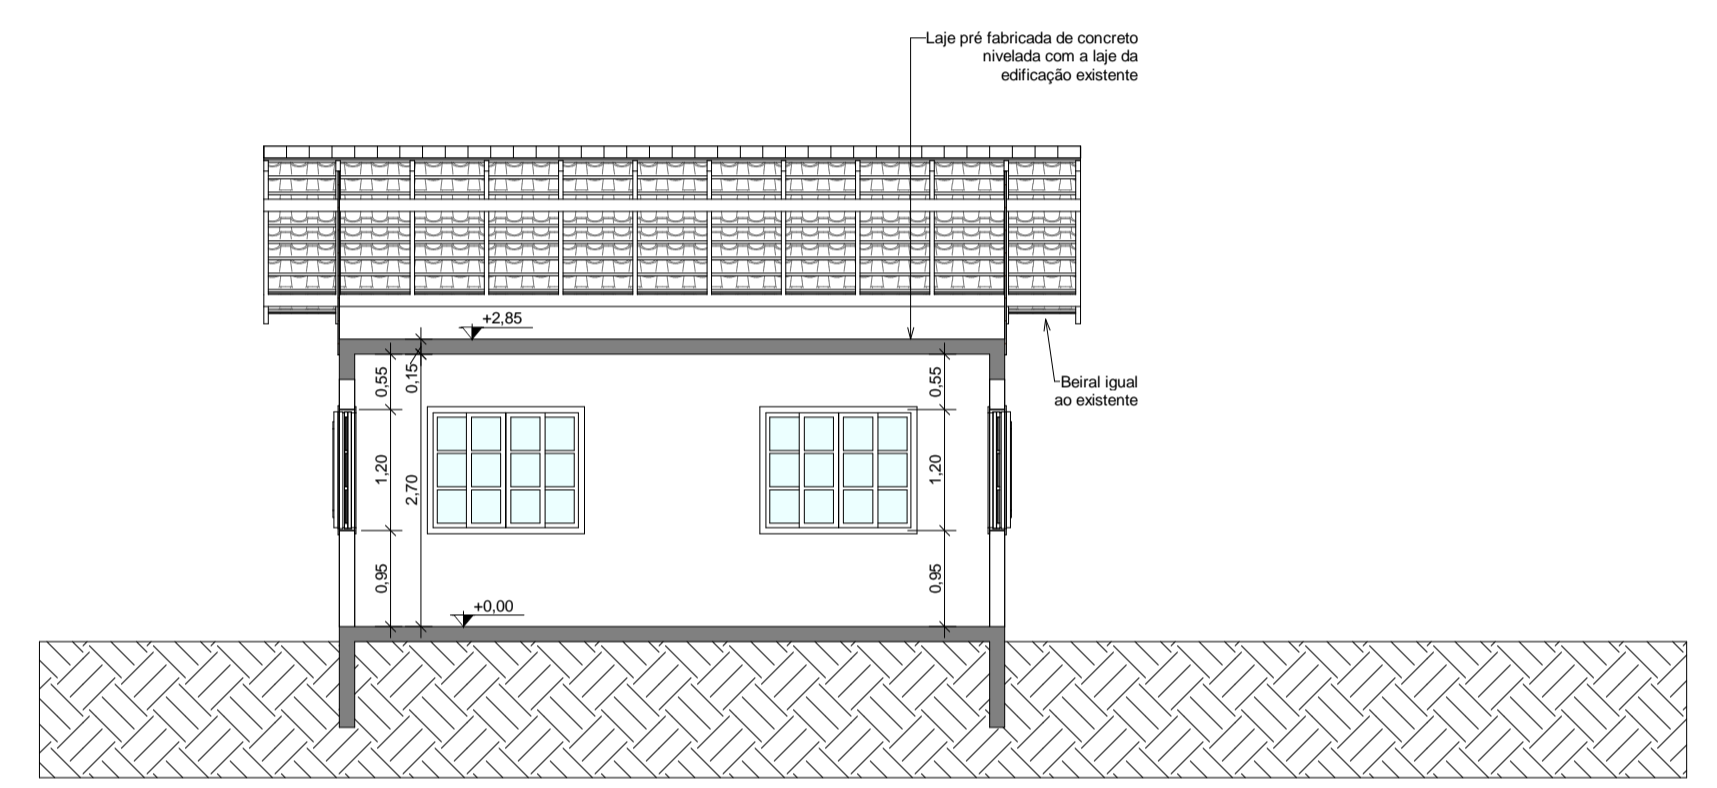 Laje pré fabricada de concreto
nivelada com a laje da
edificação existente
+2,85
0,55
0,15
0,55
Beiral igual
ao existente
1,20
2,70
1,20
0,95
0,95
+0,00